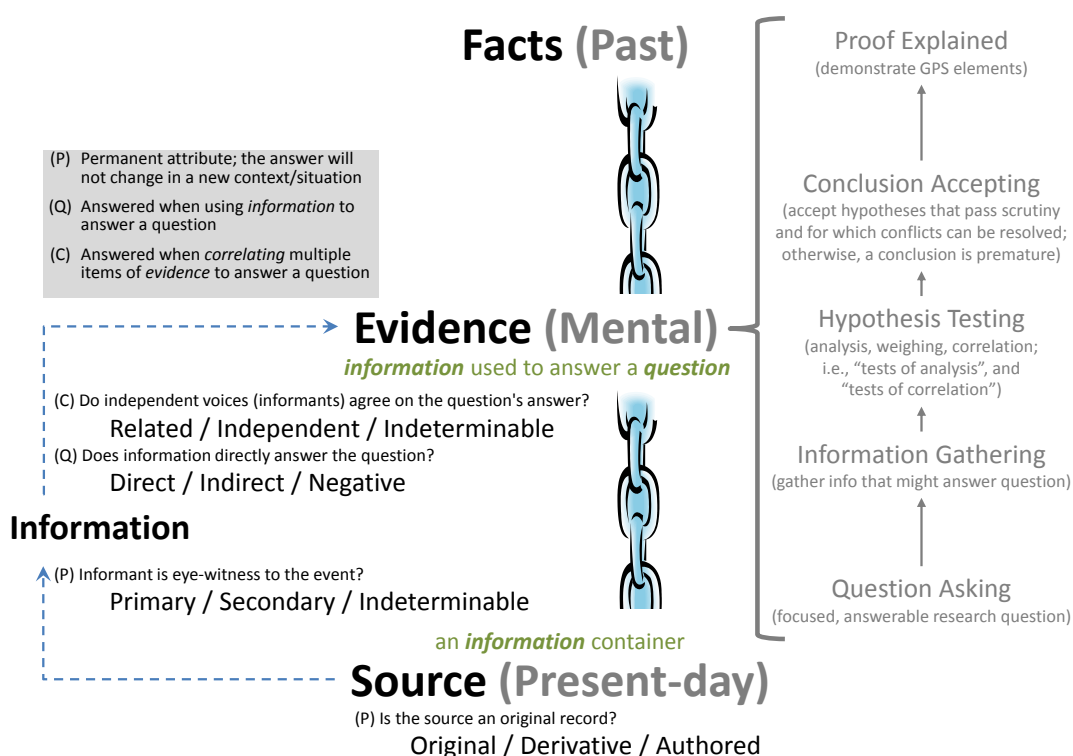 Facts (Past)
(P) Permanent attribute; the answer will
not change in a new context/situation
(Q) Answered when using information to
answer a question
(C) Answered when correlating multiple
items of evidence to answer a question
Evidence (Mental)
information used to answer a question
(C) Do independent voices (informants) agree on the question's answer?
Related / Independent / Indeterminable
(Q) Does information directly answer the question?
Direct / Indirect / Negative
Information
(P) Informant is eye-witness to the event?
Primary / Secondary / Indeterminable
an information container
Source (Present-day)
(P) Is the source an original record?
Original / Derivative / Authored
Proof Explained
(demonstrate GPS elements)
Conclusion Accepting
(accept hypotheses that pass scrutiny
and for which conflicts can be resolved;
otherwise, a conclusion is premature)
Hypothesis Testing
(analysis, weighing, correlation;
i.e., “tests of analysis”, and
“tests of correlation”)
Information Gathering
(gather info that might answer question)
Question Asking
(focused, answerable research question)